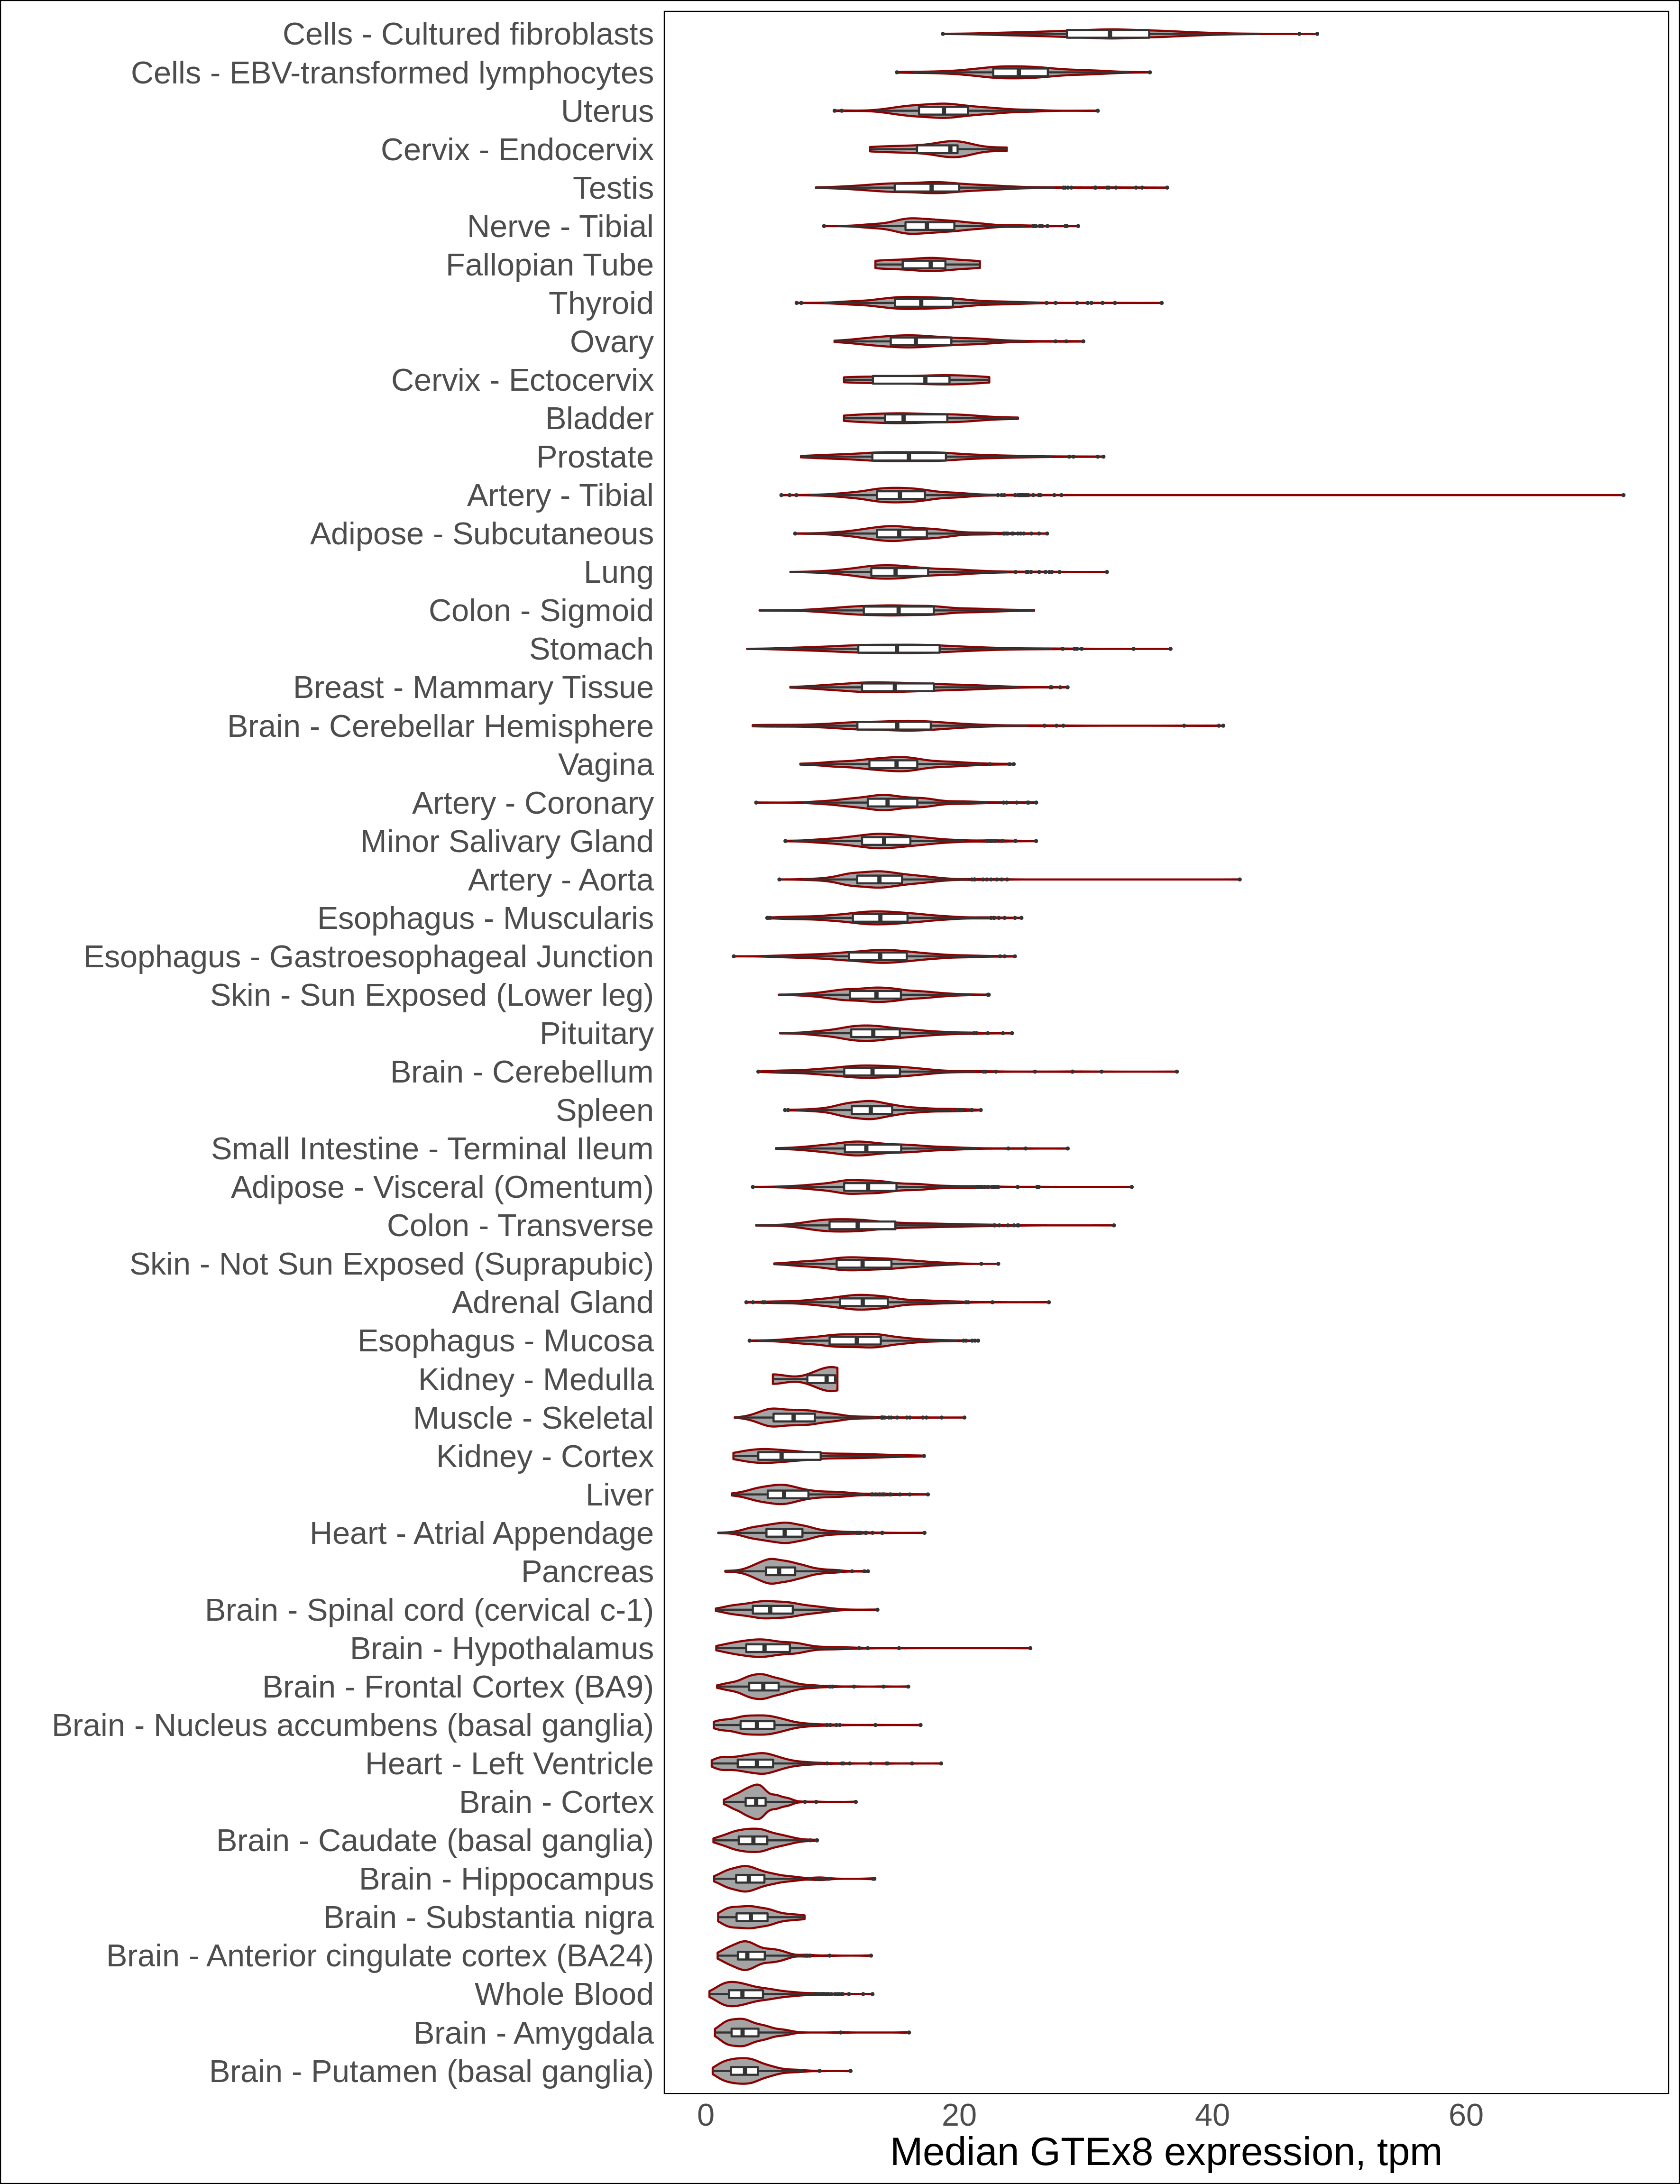 Cells - Cultured fibroblasts
Cells - EBV-transformed lymphocytes
Uterus
Cervix - Endocervix
Testis
Nerve - Tibial
Fallopian Tube
Thyroid
Ovary
Cervix - Ectocervix
Bladder
Prostate
Artery - Tibial
Adipose - Subcutaneous
Lung
Colon - Sigmoid
Stomach
Breast - Mammary Tissue
Brain - Cerebellar Hemisphere
Vagina
Artery - Coronary
Minor Salivary Gland
Artery - Aorta
Esophagus - Muscularis
Esophagus - Gastroesophageal Junction
Skin - Sun Exposed (Lower leg)
Pituitary
Brain - Cerebellum
Spleen
Small Intestine - Terminal Ileum
Adipose - Visceral (Omentum)
Colon - Transverse
Skin - Not Sun Exposed (Suprapubic)
Adrenal Gland
Esophagus - Mucosa
Kidney - Medulla
Muscle - Skeletal
Kidney - Cortex
Liver
Heart - Atrial Appendage
Pancreas
Brain - Spinal cord (cervical c-1)
Brain - Hypothalamus
Brain - Frontal Cortex (BA9)
Brain - Nucleus accumbens (basal ganglia)
Heart - Left Ventricle
Brain - Cortex
Brain - Caudate (basal ganglia)
Brain - Hippocampus
Brain - Substantia nigra
Brain - Anterior cingulate cortex (BA24)
Whole Blood
Brain - Amygdala
Brain - Putamen (basal ganglia)
0 20 40 60
Median GTEx8 expression, tpm